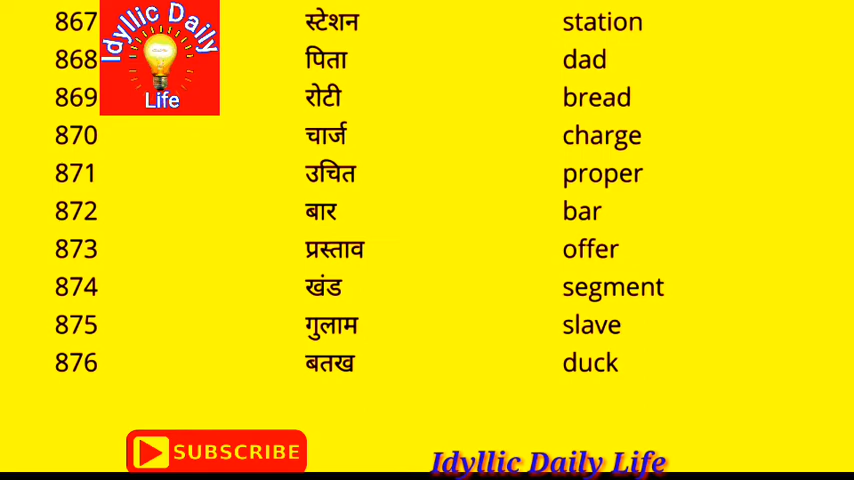 867 स्टेशन station
Idyllic Daily
868 पिता dad
869 रोटी bread
Life
870 चार्ज charge
871 उचित proper
872 बार bar
873 प्रस्ताव offer
874 खंड segment
875 गुलाम slave
876 बतख duck
SUBSCRIBE
Idyllic Daily Life